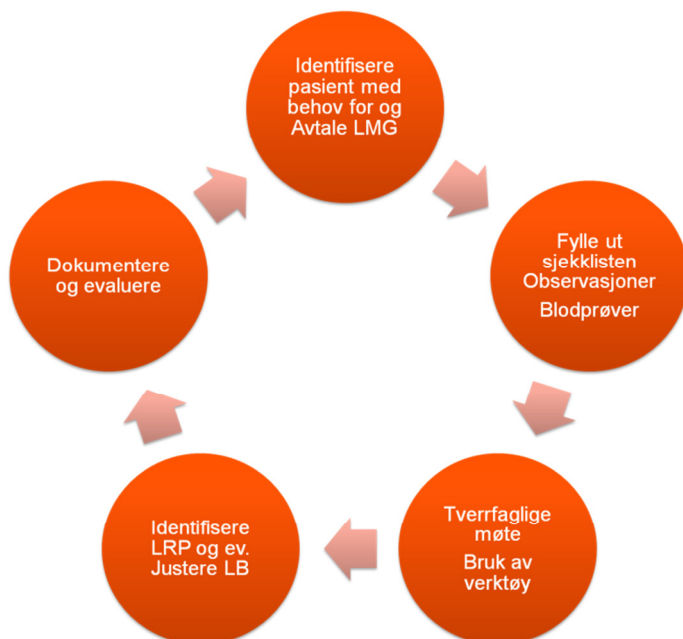 Identifisere
pasient med
behov for og
Avtale LMG
Fylle ut
sjekklisten
Observasjoner
Blodprøver
Tverrfaglige
møte
Bruk av
verktøy
Identifisere
LRP og ev.
Justere LB
Dokumentere
og evaluere